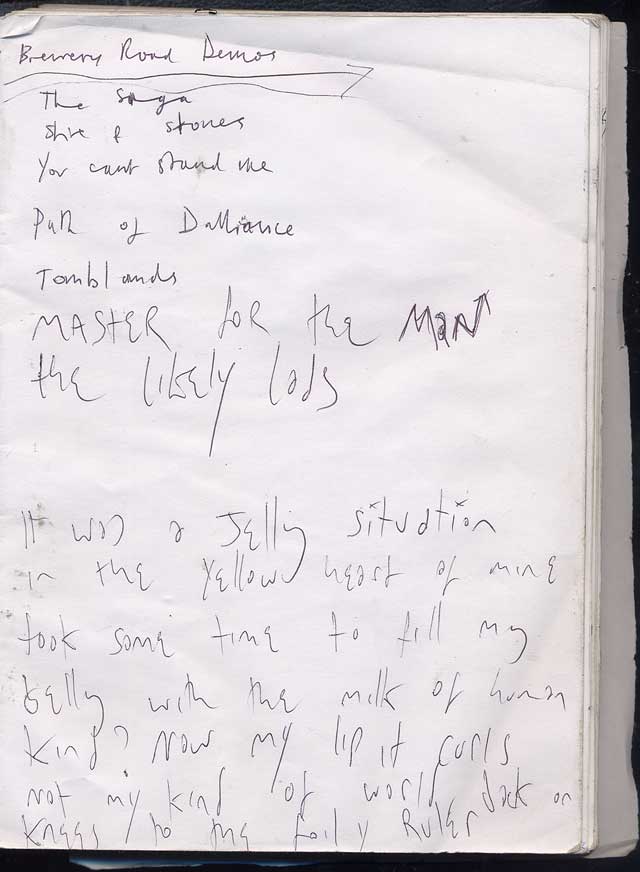 Brewery Road Demos
The Saga
& stones
You cant stand me
Path of Dalliance
Tomblands
MASTER foR the MaN
the likely lads
It was a Jelly situation
in the Yellow heart of mine
took some time to fill my
belly with the milk of human
kind? Now my lip it curls
not my kind of world on
knees to the RuleR